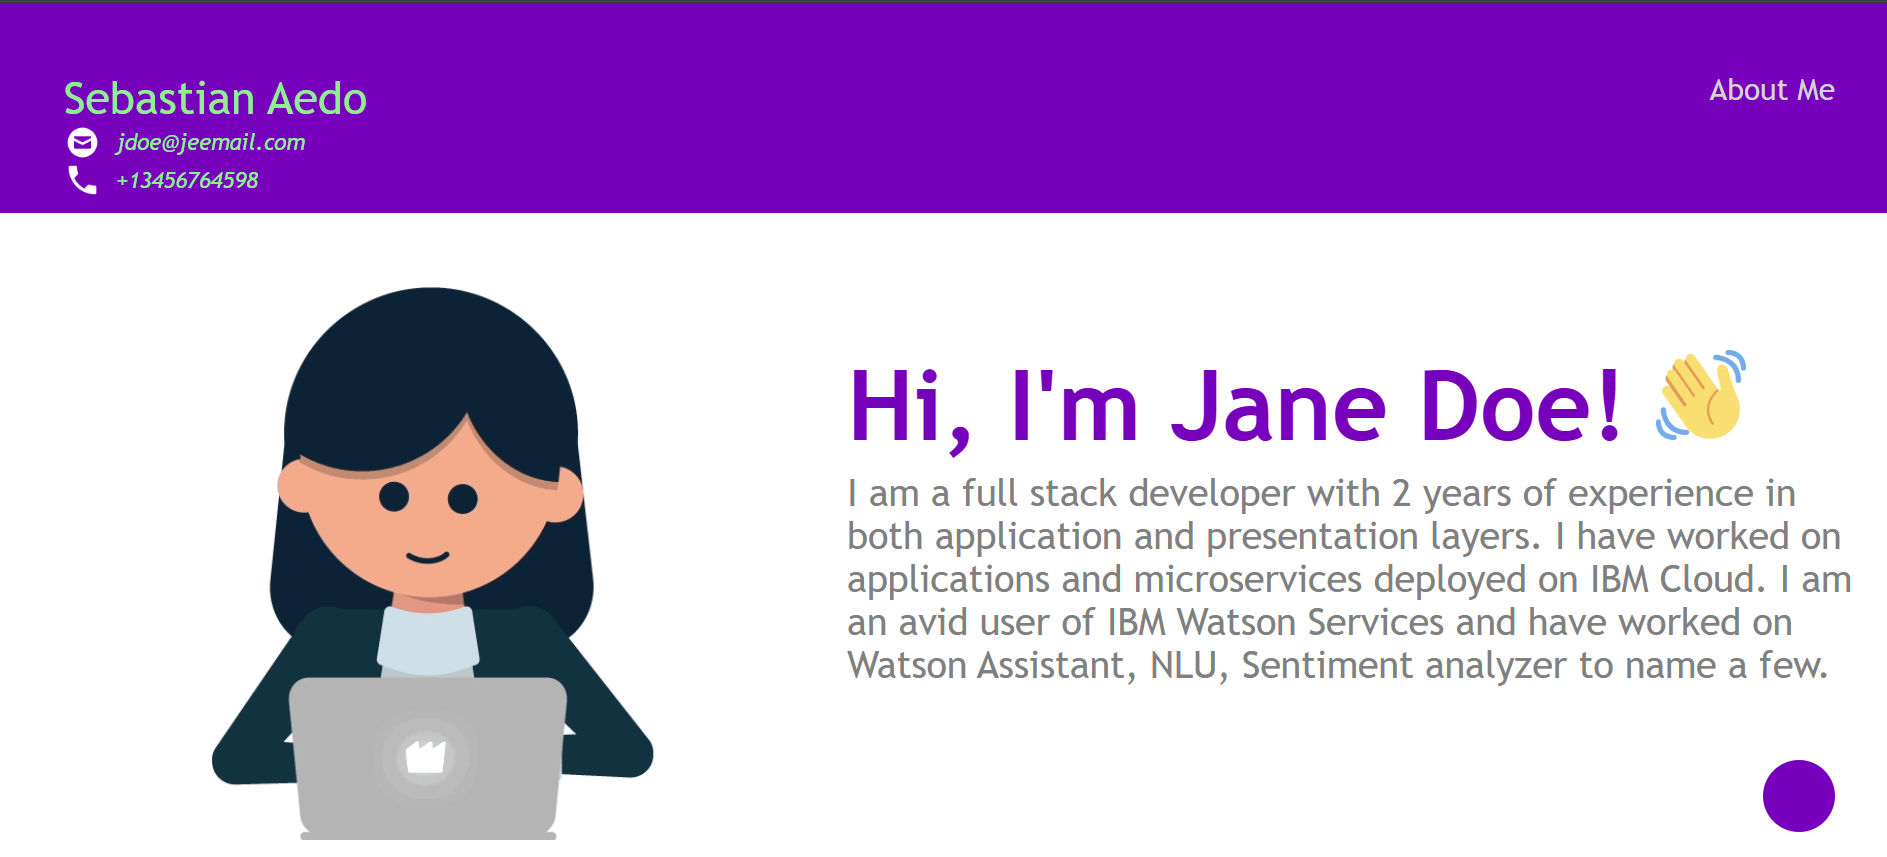 Sebastian Aedo
About Me
jdoe@jeemail.com
+13456764598
Hi, I'm Jane Doe!
I am a full stack developer with 2 years of experience in
both application and presentation layers. I have worked on
applications and microservices deployed on IBM Cloud. I am
an avid user of IBM Watson Services and have worked on
Watson Assistant, NLU, Sentiment analyzer to name a few.